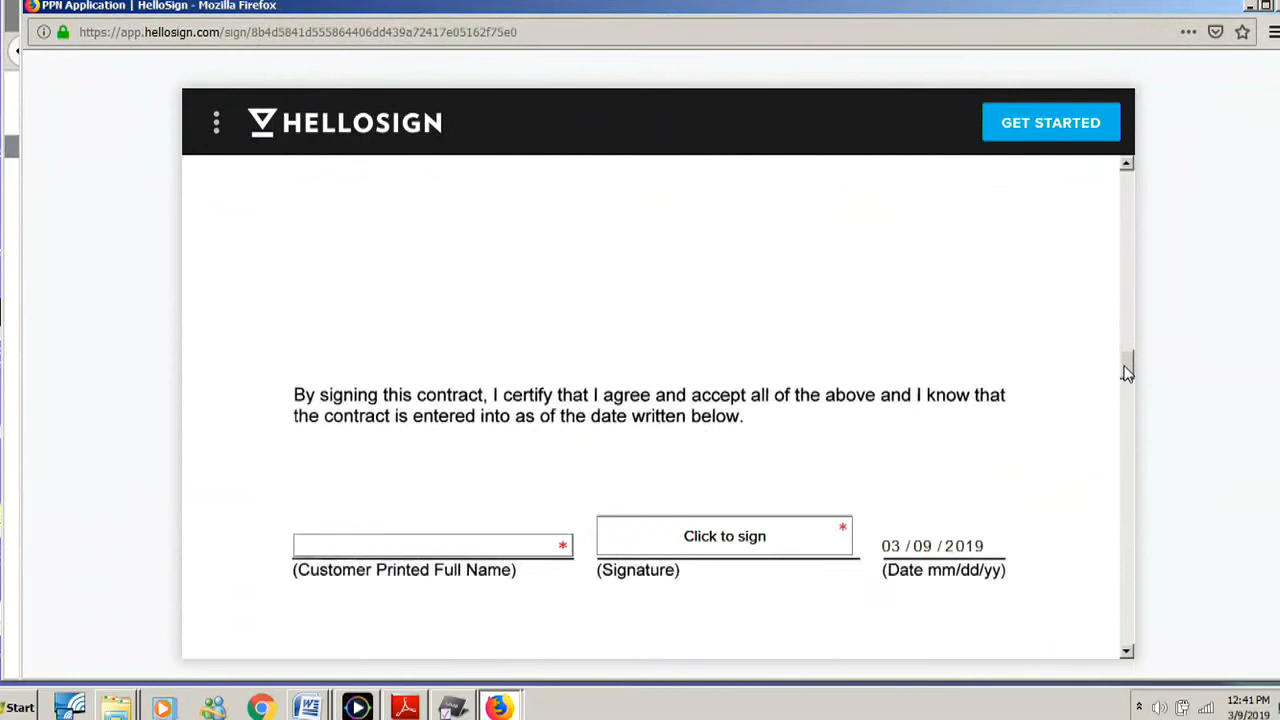 PPN Application | HelloSign - Mozilla Firefox
https://app.hellosign.com/sign/8b4d5841d555864406dd439a72417e05162f75e0
HELLOSIGN
GET STARTED
By signing this contract, I certify that I agree and accept all of the above and I know that
the contract is entered into as of the date written below.
*
Click to sign *
03 / 09 / 2019
(Customer Printed Full Name) (Signature) (Date mm/dd/yy)
Start
12:41 PM
3/9/2019